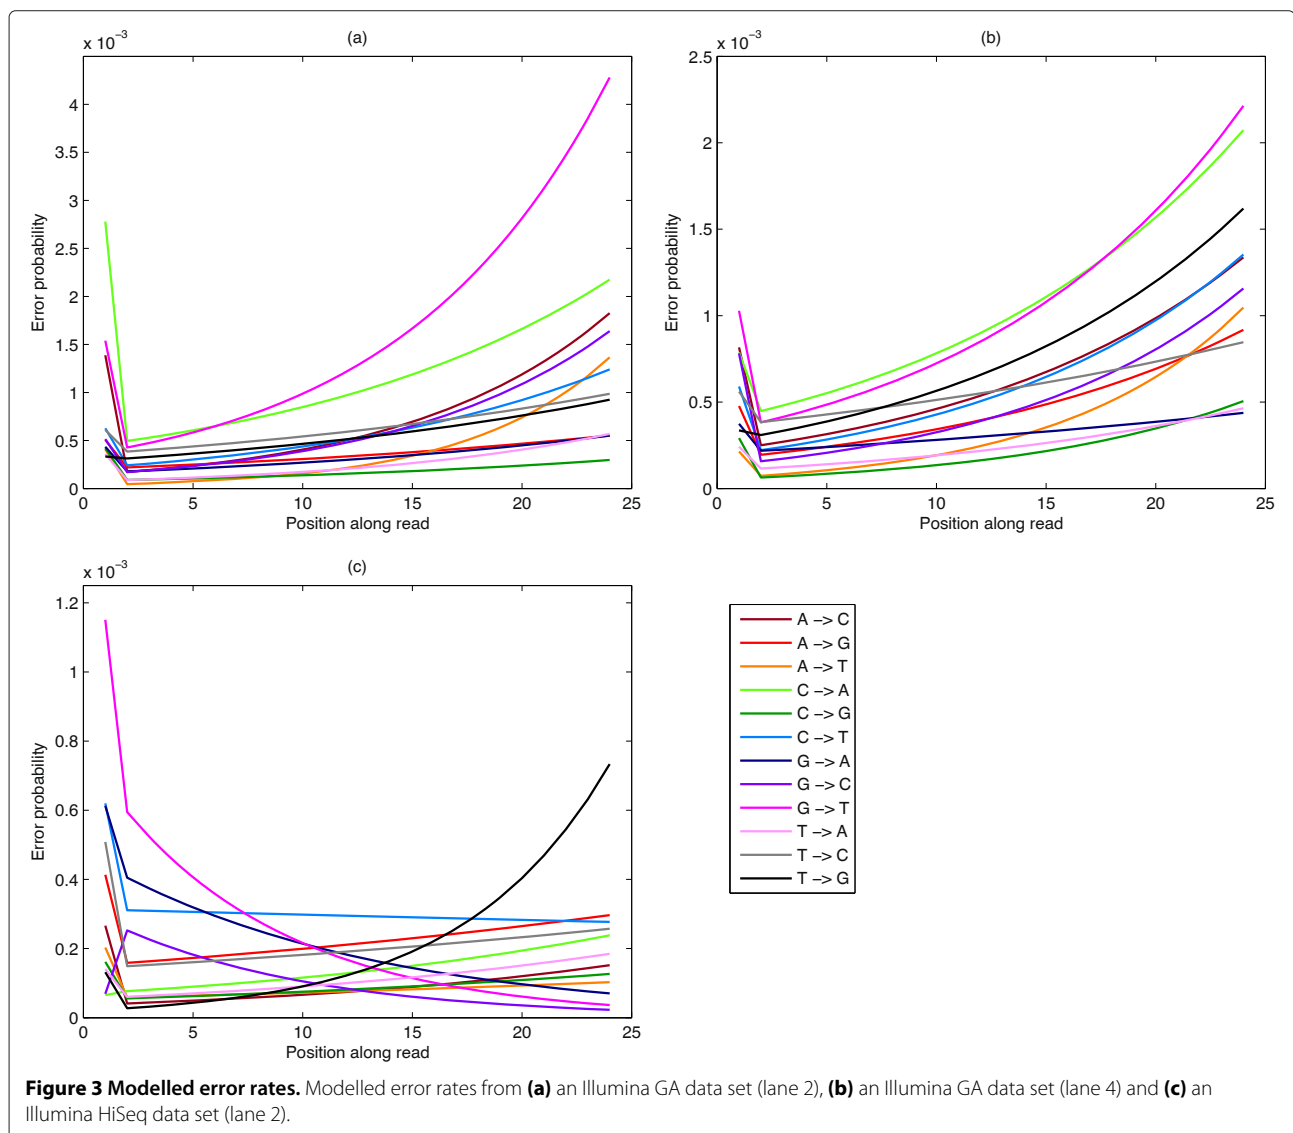 (a)
x 10⁻³
4
3.5
3
2.5
2
1.5
1
0.5
0
0 5 10 15 20 25
Error probability
Position along read
(b)
x 10⁻³
2.5
2
1.5
1
0.5
0
0 5 10 15 20 25
Error probability
Position along read
(c)
x 10⁻³
1.2
1
0.8
0.6
0.4
0.2
0
0 5 10 15 20 25
Error probability
Position along read
A −> C
A −> G
A −> T
C −> A
C −> G
C −> T
G −> A
G −> C
G −> T
T −> A
T −> C
T −> G
Figure 3 Modelled error rates. Modelled error rates from (a) an Illumina GA data set (lane 2), (b) an Illumina GA data set (lane 4) and (c) an
Illumina HiSeq data set (lane 2).